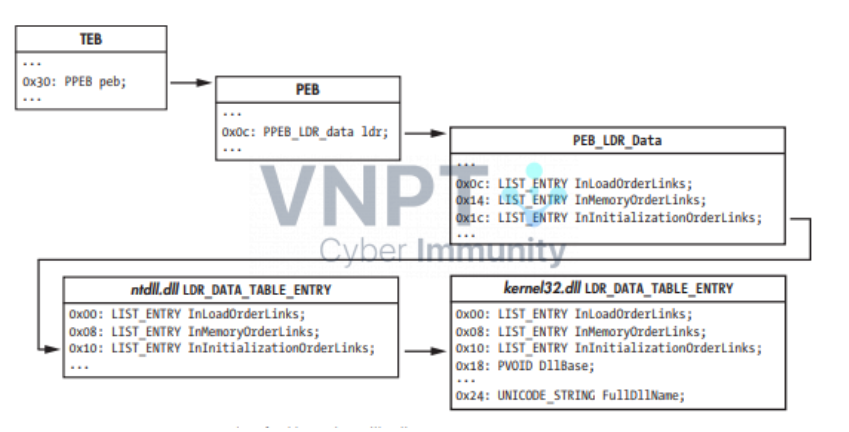 TEB
...
0x30: PPEB peb;
...
PEB
...
0x0c: PPEB_LDR_data ldr;
...
PEB_LDR_Data
...
0x0c: LIST_ENTRY InLoadOrderLinks;
0x14: LIST_ENTRY InMemoryOrderLinks;
0x1c: LIST_ENTRY InInitializationOrderLinks;
...
VNPT
Cyber Immunity
ntdll.dll LDR_DATA_TABLE_ENTRY
0x00: LIST_ENTRY InLoadOrderLinks;
0x08: LIST_ENTRY InMemoryOrderLinks;
0x10: LIST_ENTRY InInitializationOrderLinks;
...
kernel32.dll LDR_DATA_TABLE_ENTRY
0x00: LIST_ENTRY InLoadOrderLinks;
0x08: LIST_ENTRY InMemoryOrderLinks;
0x10: LIST_ENTRY InInitializationOrderLinks;
0x18: PVOID DllBase;
...
0x24: UNICODE_STRING FullDllName;